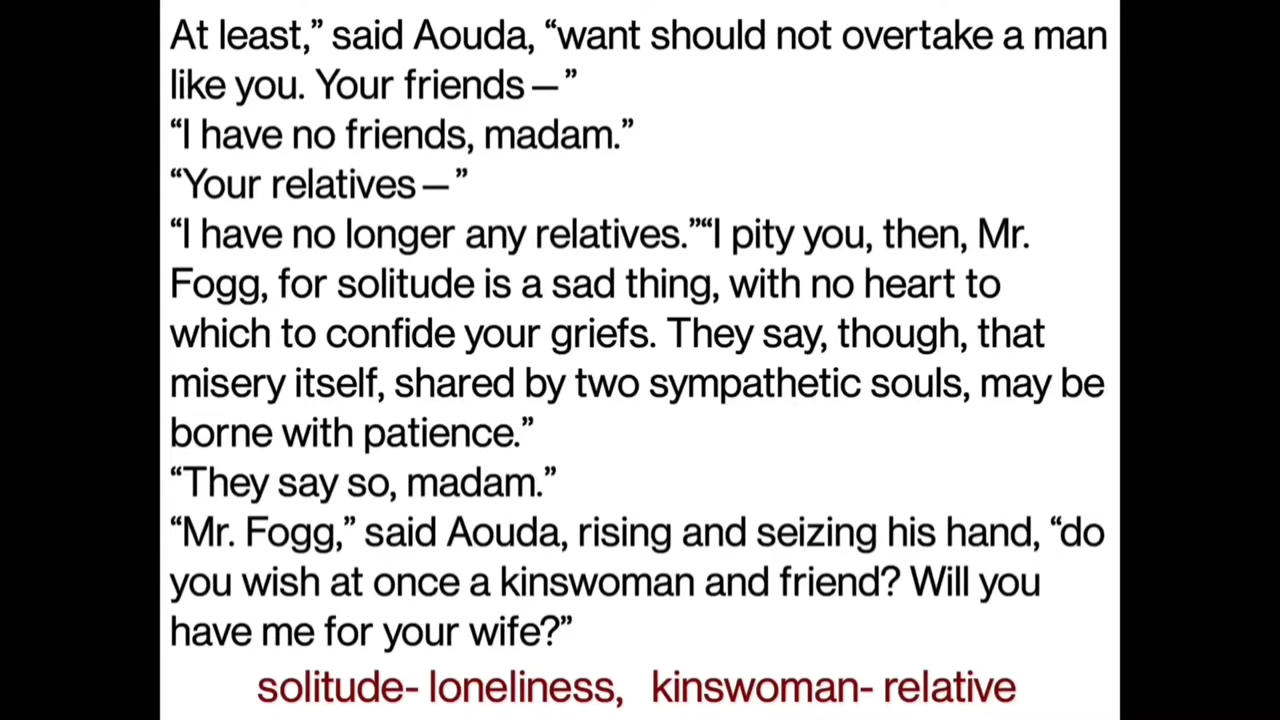 At least,” said Aouda, “want should not overtake a man
like you. Your friends — ”
“I have no friends, madam.”
“Your relatives — ”
“I have no longer any relatives.”“I pity you, then, Mr.
Fogg, for solitude is a sad thing, with no heart to
which to confide your griefs. They say, though, that
misery itself, shared by two sympathetic souls, may be
borne with patience.”
“They say so, madam.”
“Mr. Fogg,” said Aouda, rising and seizing his hand, “do
you wish at once a kinswoman and friend? Will you
have me for your wife?”
solitude- loneliness, kinswoman- relative